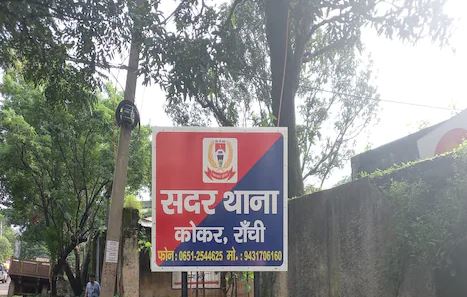 सदर थाना
कोकर, राँची
फोन : 0651-2544625 मो. : 9431706160